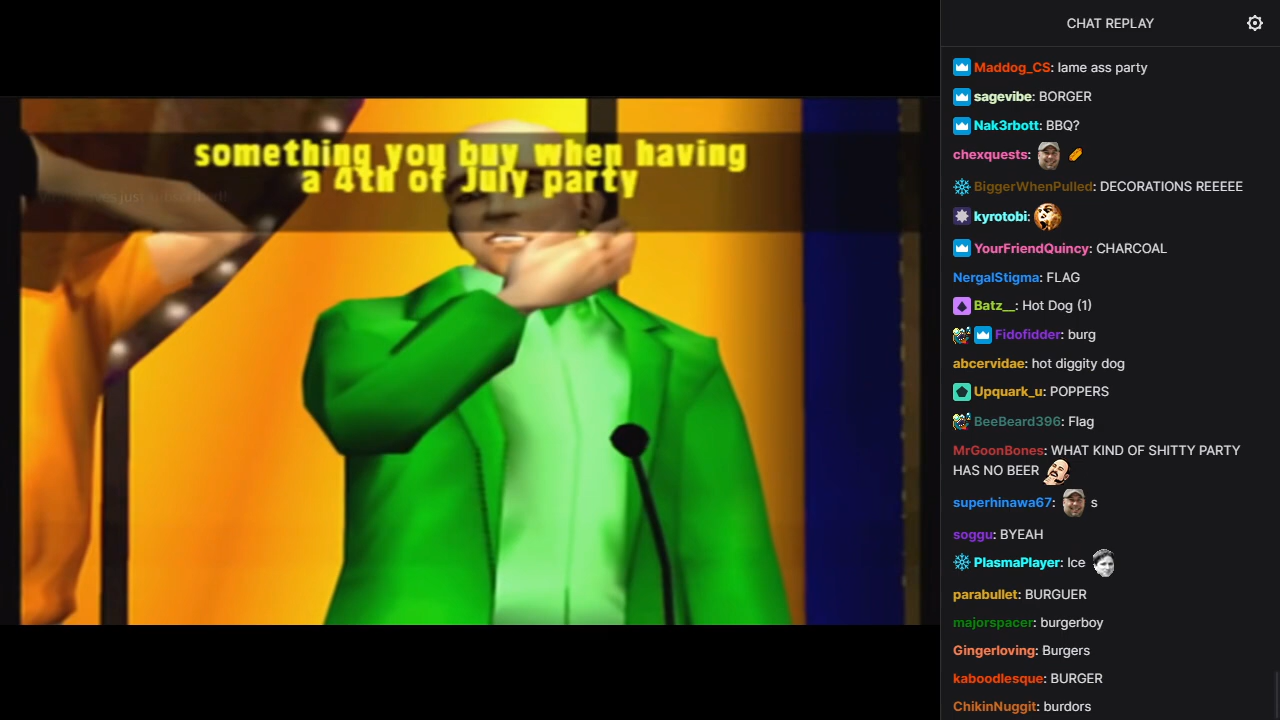 CHAT REPLAY
something you buy when having
a 4th of July party
Maddog_CS: lame ass party
sagevibe: BORGER
Nak3rbott: BBQ?
chexquests:
BiggerWhenPulled: DECORATIONS REEEEE
kyrotobi:
YourFriendQuincy: CHARCOAL
NergalStigma: FLAG
Batz__: Hot Dog (1)
Fidofidder: burg
abcervidae: hot diggity dog
Upquark_u: POPPERS
BeeBeard396: Flag
MrGoonBones: WHAT KIND OF SHITTY PARTY
HAS NO BEER
superhinawa67: s
soggu: BYEAH
PlasmaPlayer: Ice
parabullet: BURGUER
majorspacer: burgerboy
Gingerloving: Burgers
kaboodlesque: BURGER
ChikinNuggit: burdors